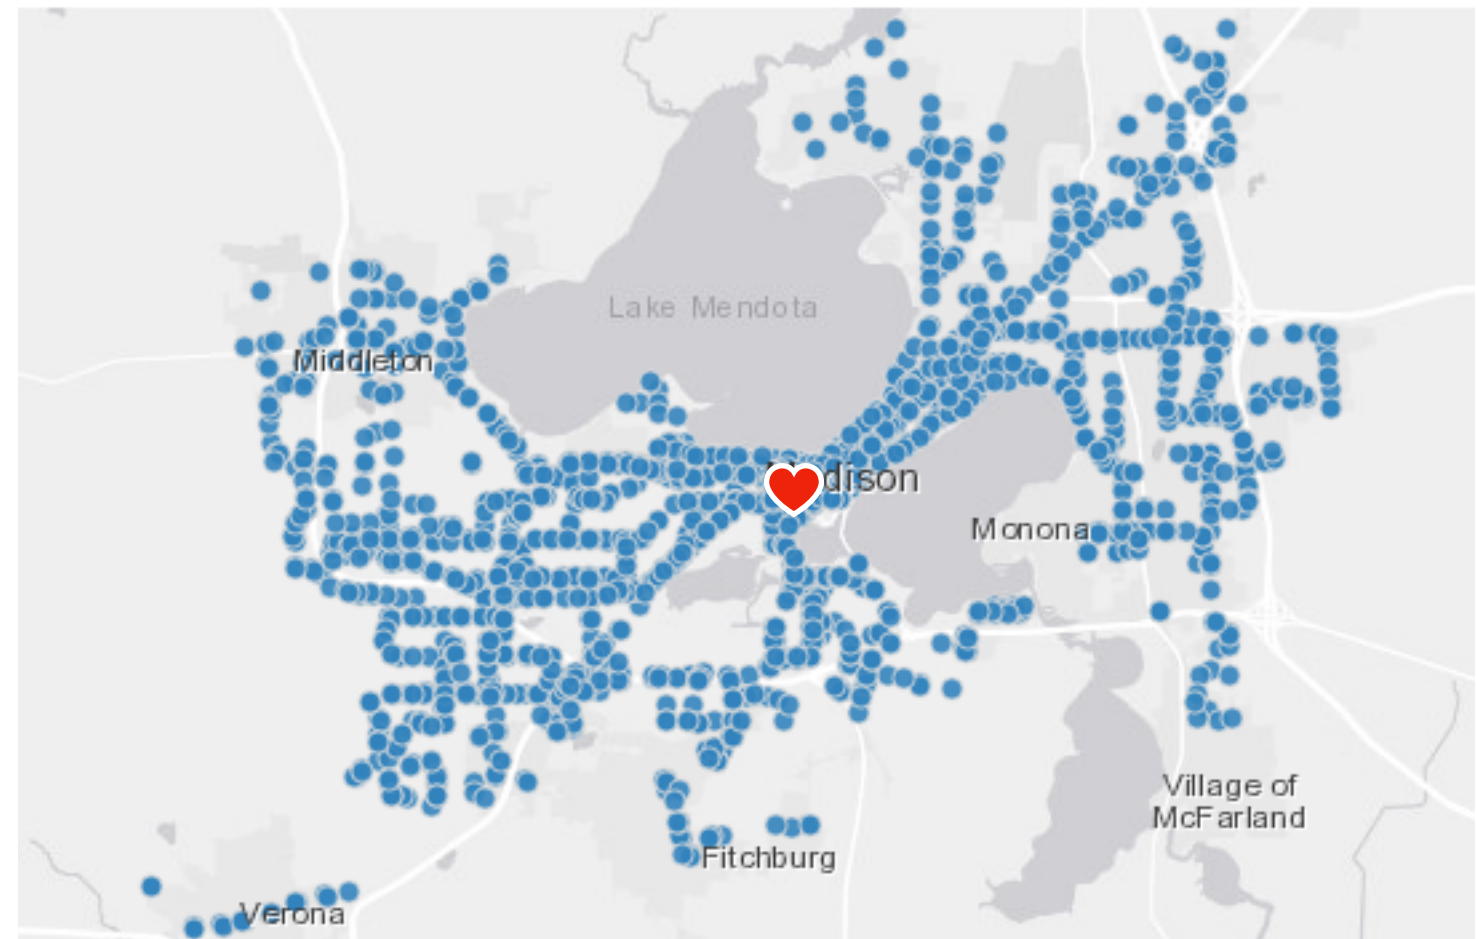 Lake Mendota
Middleton
dison
Monona
Village of
McFarland
Fitchburg
Verona